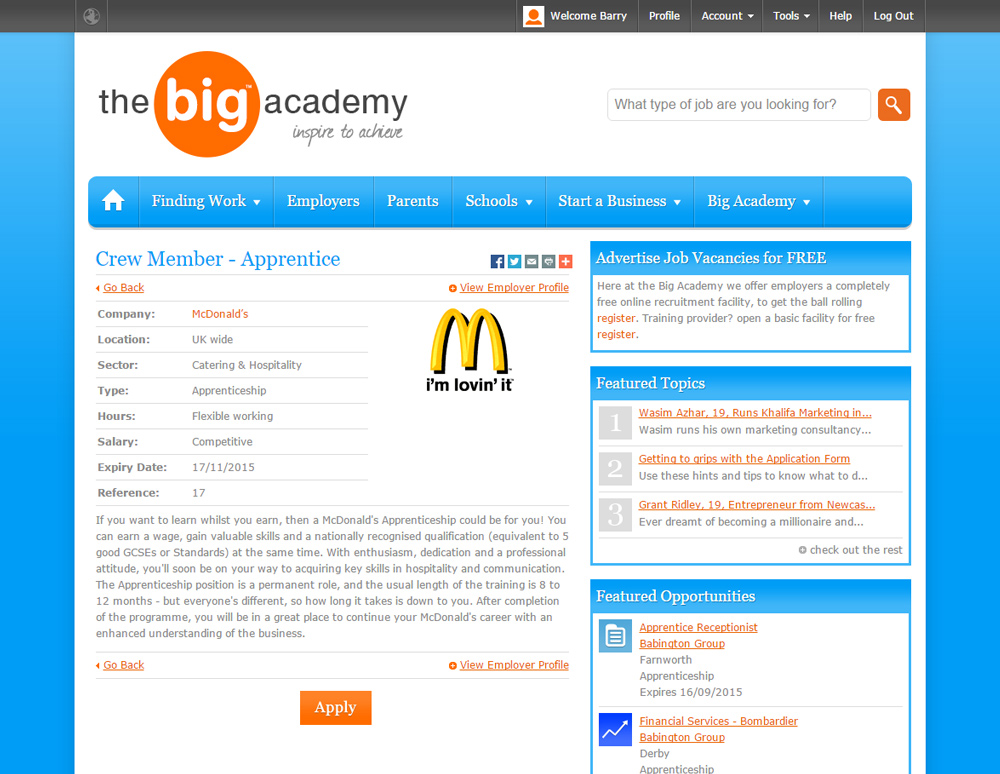 Welcome Barry
Profile
Account
Tools
Help
Log Out
the big™ academy
inspire to achieve
What type of job are you looking for?
Finding Work
Employers
Parents
Schools
Start a Business
Big Academy
Crew Member - Apprentice
Go Back
View Employer Profile
Company: McDonald's
Location: UK wide
Sector: Catering & Hospitality
Type: Apprenticeship
Hours: Flexible working
Salary: Competitive
Expiry Date: 17/11/2015
Reference: 17
i'm lovin' it
If you want to learn whilst you earn, then a McDonald's Apprenticeship could be for you! You
can earn a wage, gain valuable skills and a nationally recognised qualification (equivalent to 5
good GCSEs or Standards) at the same time. With enthusiasm, dedication and a professional
attitude, you'll soon be on your way to acquiring key skills in hospitality and communication.
The Apprenticeship position is a permanent role, and the usual length of the training is 8 to
12 months - but everyone's different, so how long it takes is down to you. After completion
of the programme, you will be in a great place to continue your McDonald's career with an
enhanced understanding of the business.
Go Back
View Employer Profile
Apply
Advertise Job Vacancies for FREE
Here at the Big Academy we offer employers a completely
free online recruitment facility, to get the ball rolling
register. Training provider? open a basic facility for free
register.
Featured Topics
1
Wasim Azhar, 19, Runs Khalifa Marketing in...
Wasim runs his own marketing consultancy...
2
Getting to grips with the Application Form
Use these hints and tips to know what to d...
3
Grant Ridley, 19, Entrepreneur from Newcas...
Ever dreamt of becoming a millionaire and...
check out the rest
Featured Opportunities
Apprentice Receptionist
Babington Group
Farnworth
Apprenticeship
Expires 16/09/2015
Financial Services - Bombardier
Babington Group
Derby
Apprenticeship